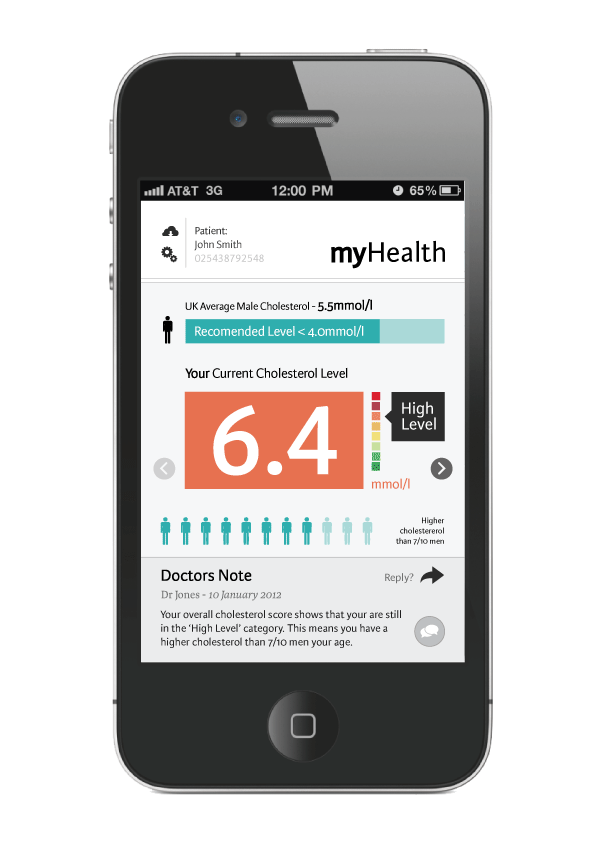 AT&T 3G 12:00 PM 65%
Patient:
John Smith
025438792548
myHealth
UK Average Male Cholesterol - 5.5mmol/l
Recomended Level < 4.0mmol/l
Your Current Cholesterol Level
6.4
High
Level
mmol/l
Higher
cholestererol
than 7/10 men
Doctors Note
Reply?
Dr Jones - 10 January 2012
Your overall cholesterol score shows that your are still
in the ‘High Level’ category. This means you have a
higher cholesterol than 7/10 men your age.